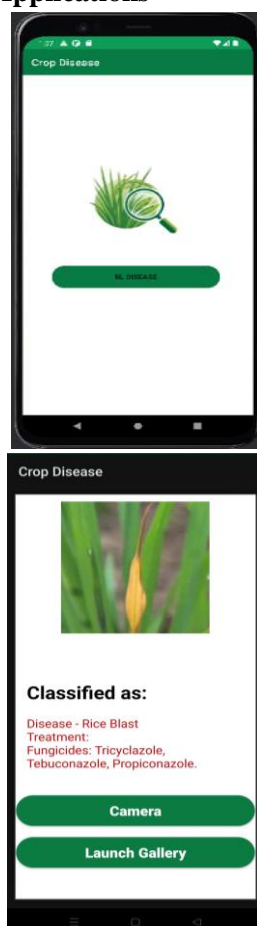 Applications
Crop Disease
RL DISEASE
Crop Disease
Classified as:
Disease - Rice Blast
Treatment:
Fungicides: Tricyclazole,
Tebuconazole, Propiconazole.
Camera
Launch Gallery